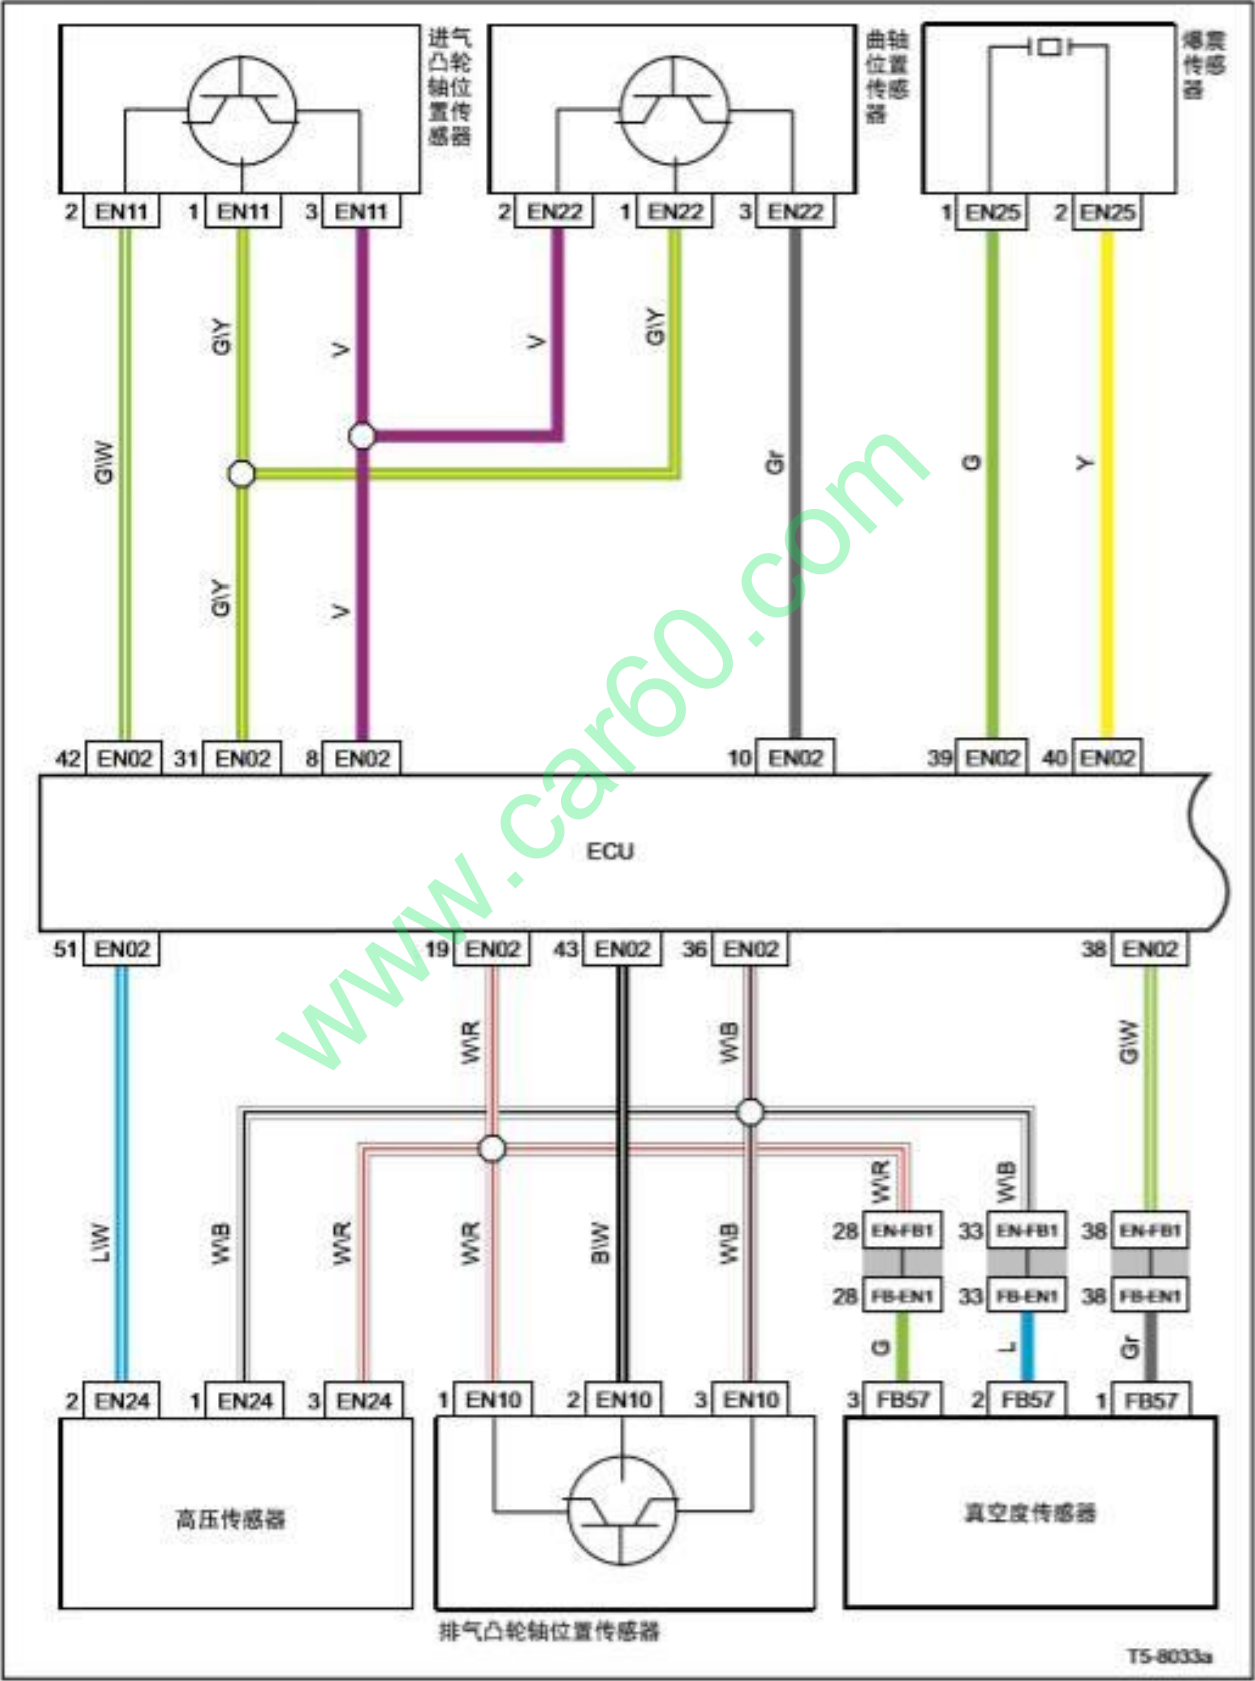 进气
凸轮
轴位
置传
感器
曲轴
位置
传感
器
爆震
传感
器
2 EN11 1 EN11 3 EN11 2 EN22 1 EN22 3 EN22 1 EN25 2 EN25
G\Y V V G\Y
G\W Gr G Y
G\Y V
42 EN02 31 EN02 8 EN02 10 EN02 39 EN02 40 EN02
ECU
www.car60.com
51 EN02 19 EN02 43 EN02 36 EN02 38 EN02
W\R W\B G\W
W\R W\B
L\W W\B W\R W\R B\W W\B
28 EN-FB1 33 EN-FB1 38 EN-FB1
28 FB-EN1 33 FB-EN1 38 FB-EN1
G L Gr
2 EN24 1 EN24 3 EN24 1 EN10 2 EN10 3 EN10 3 FB57 2 FB57 1 FB57
高压传感器
真空度传感器
排气凸轮轴位置传感器
T5-8033a